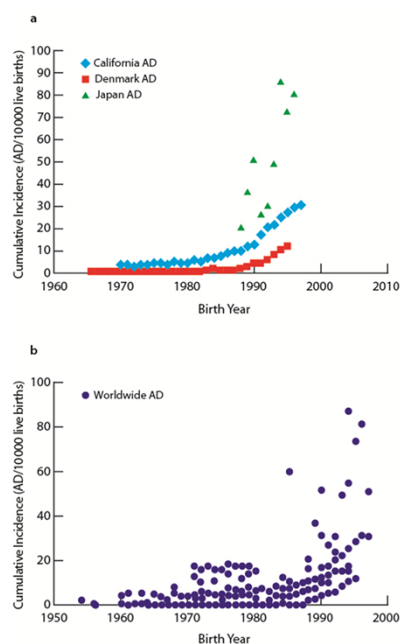 a
Cumulative Incidence (AD/10000 live births)
100
90
80
70
60
50
40
30
20
10
0
California AD
Denmark AD
Japan AD
1960 1970 1980 1990 2000 2010
Birth Year
b
Cumulative Incidence (AD/10000 live births)
100
80
60
40
20
0
Worldwide AD
1950 1960 1970 1980 1990 2000
Birth Year